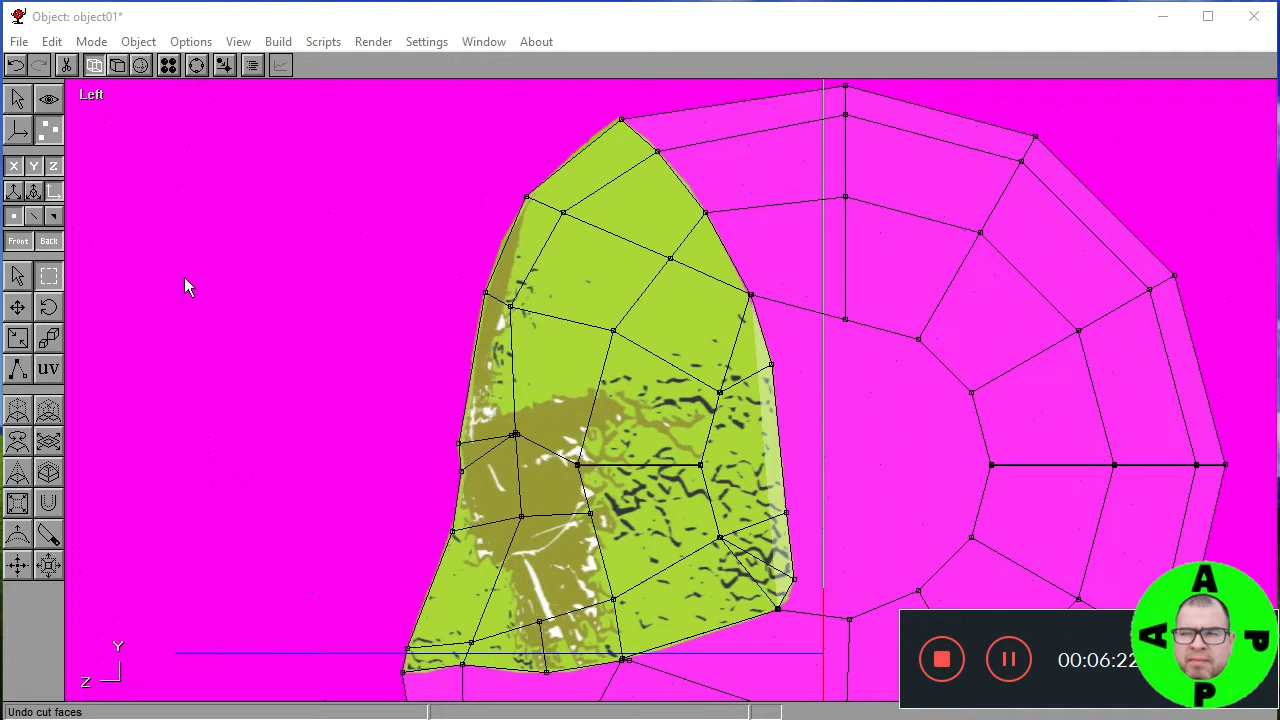 Object: object01*
File Edit Mode Object Options View Build Scripts Render Settings Window About
Left
X Y Z
Front Back
UV
Y
Z
A
A P
P
00:06:22
Undo cut faces